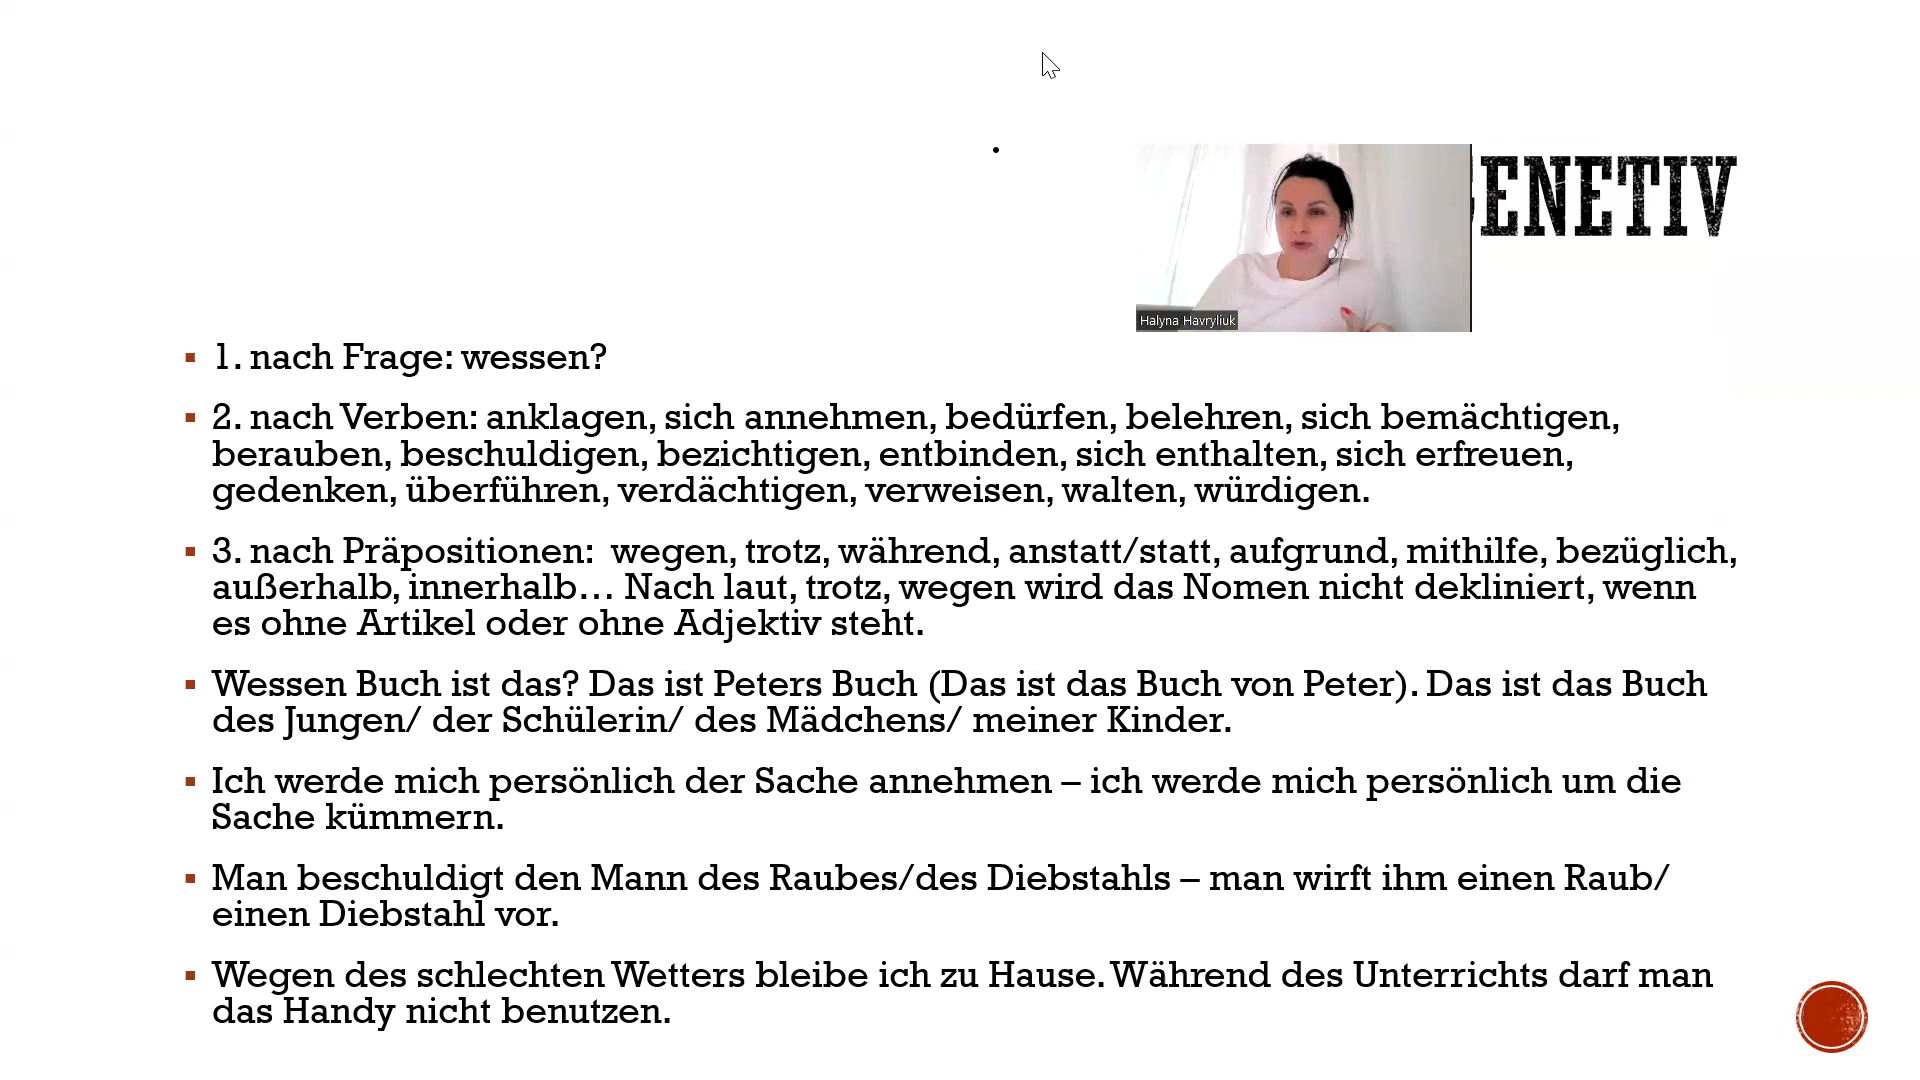 GENETIV
Halyna Havryliuk
1. nach Frage: wessen?
2. nach Verben: anklagen, sich annehmen, bedürfen, belehren, sich bemächtigen,
berauben, beschuldigen, bezichtigen, entbinden, sich enthalten, sich erfreuen,
gedenken, überführen, verdächtigen, verweisen, walten, würdigen.
3. nach Präpositionen:  wegen, trotz, während, anstatt/statt, aufgrund, mithilfe, bezüglich,
außerhalb, innerhalb… Nach laut, trotz, wegen wird das Nomen nicht dekliniert, wenn
es ohne Artikel oder ohne Adjektiv steht.
Wessen Buch ist das? Das ist Peters Buch (Das ist das Buch von Peter). Das ist das Buch
des Jungen/ der Schülerin/ des Mädchens/ meiner Kinder.
Ich werde mich persönlich der Sache annehmen – ich werde mich persönlich um die
Sache kümmern.
Man beschuldigt den Mann des Raubes/des Diebstahls – man wirft ihm einen Raub/
einen Diebstahl vor.
Wegen des schlechten Wetters bleibe ich zu Hause. Während des Unterrichts darf man
das Handy nicht benutzen.